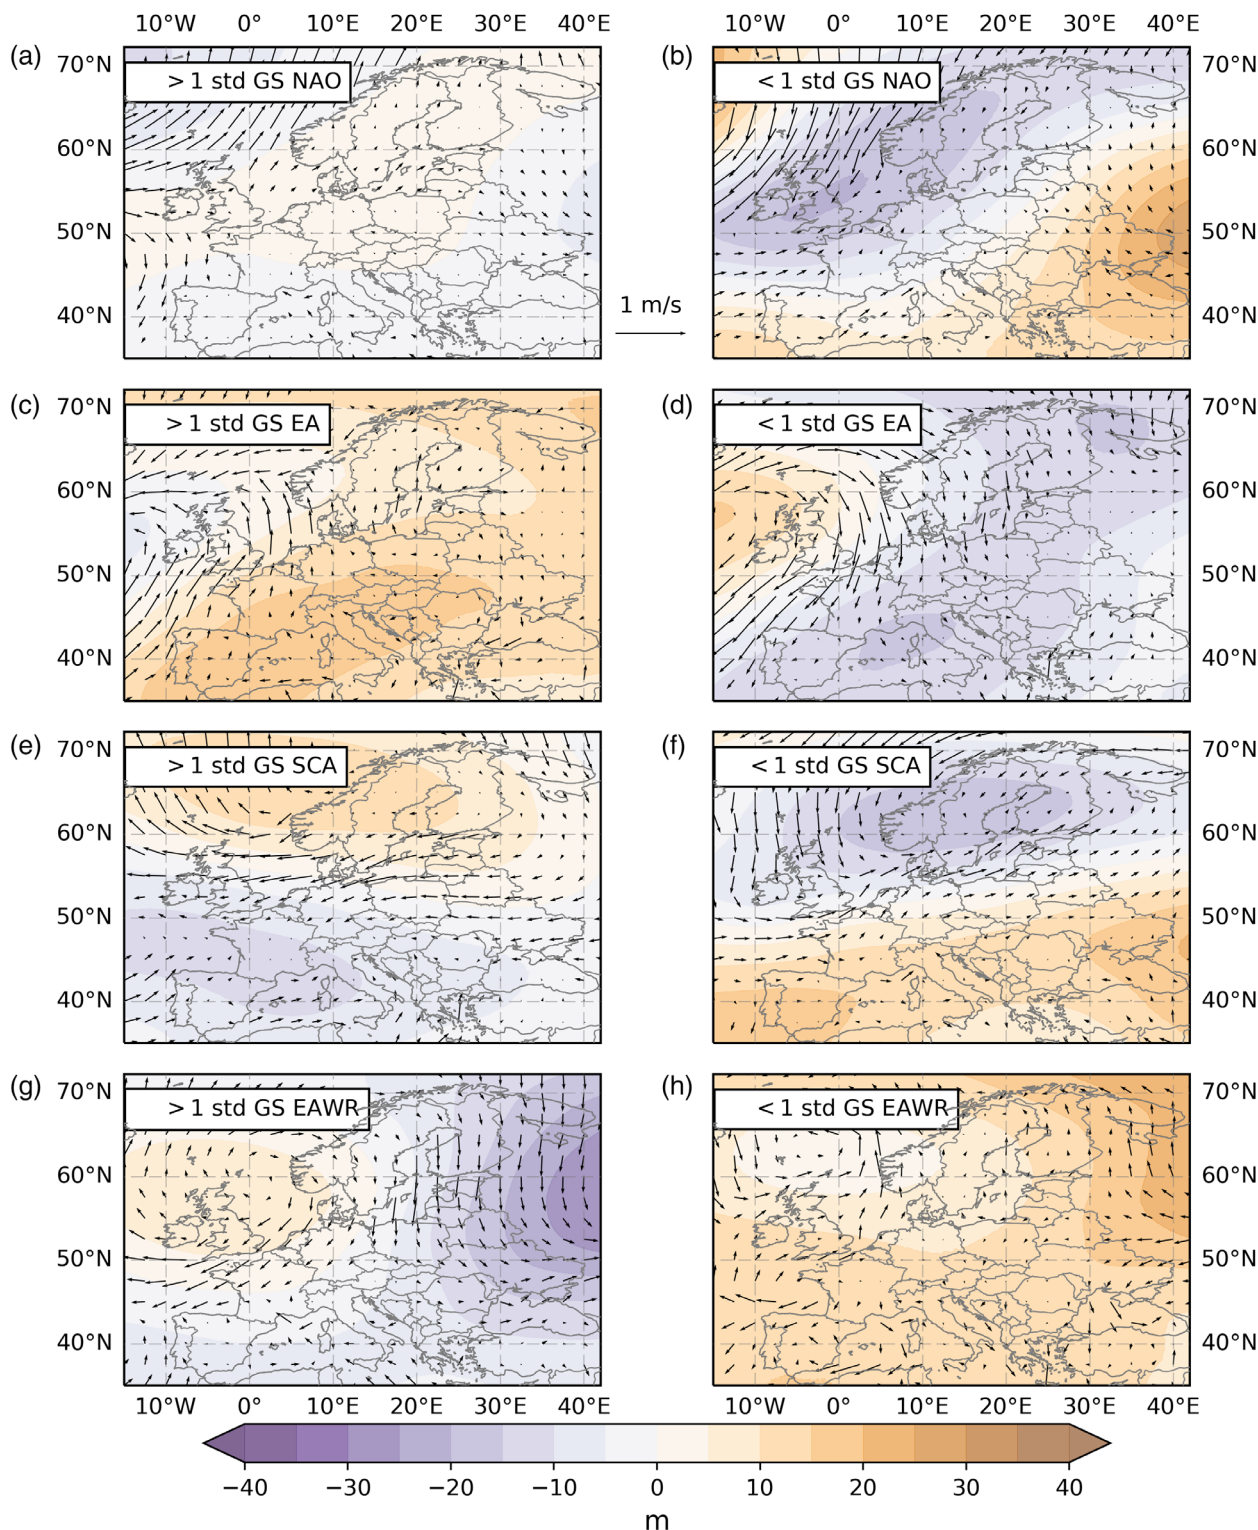 10°W 0° 10°E 20°E 30°E 40°E 10°W 0° 10°E 20°E 30°E 40°E
(a) 70°N > 1 std GS NAO (b) < 1 std GS NAO 70°N
60°N 60°N
50°N 50°N
40°N 1 m/s 40°N
(c) 70°N > 1 std GS EA (d) < 1 std GS EA 70°N
60°N 60°N
50°N 50°N
40°N 40°N
(e) 70°N > 1 std GS SCA (f) < 1 std GS SCA 70°N
60°N 60°N
50°N 50°N
40°N 40°N
(g) 70°N > 1 std GS EAWR (h) < 1 std GS EAWR 70°N
60°N 60°N
50°N 50°N
40°N 40°N
10°W 0° 10°E 20°E 30°E 40°E 10°W 0° 10°E 20°E 30°E 40°E
−40 −30 −20 −10 0 10 20 30 40
m